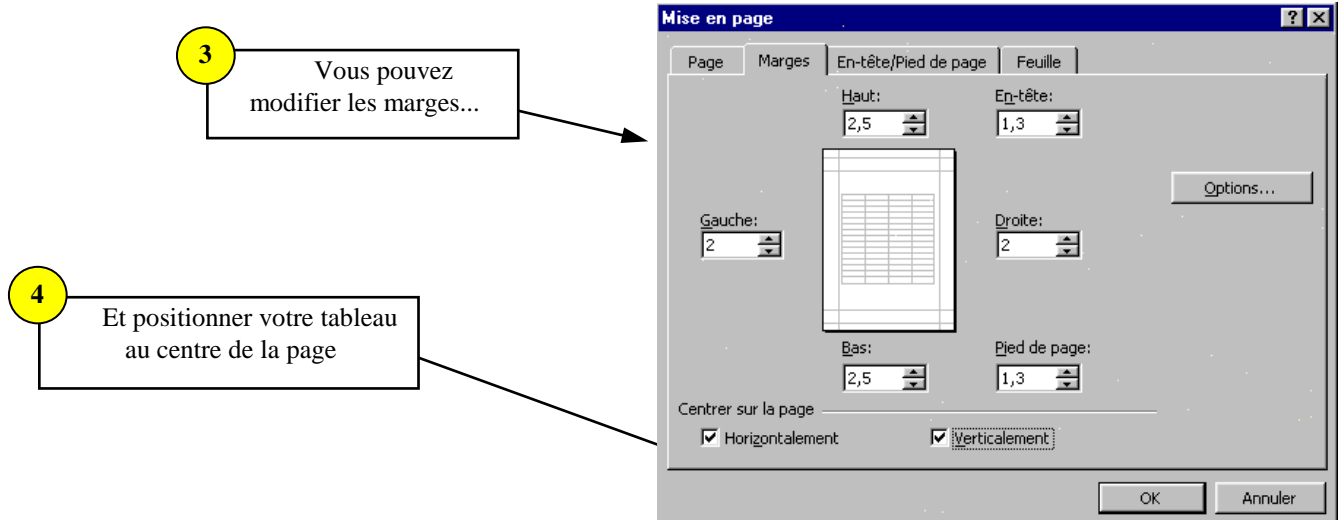 3
Vous pouvez
modifier les marges...
4
Et positionner votre tableau
au centre de la page
Mise en page
Page Marges En-tête/Pied de page Feuille
Haut: En-tête:
2,5 1,3
Options...
Gauche: Droite:
2 2
Bas: Pied de page:
2,5 1,3
Centrer sur la page
Horizontalement Verticalement
OK Annuler